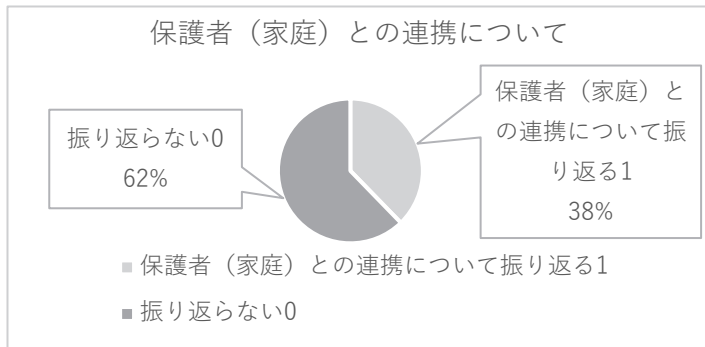 保護者（家庭）との連携について
保護者（家庭）と
の連携について振
り返る1
38%
振り返らない0
62%
保護者（家庭）との連携について振り返る1
振り返らない0